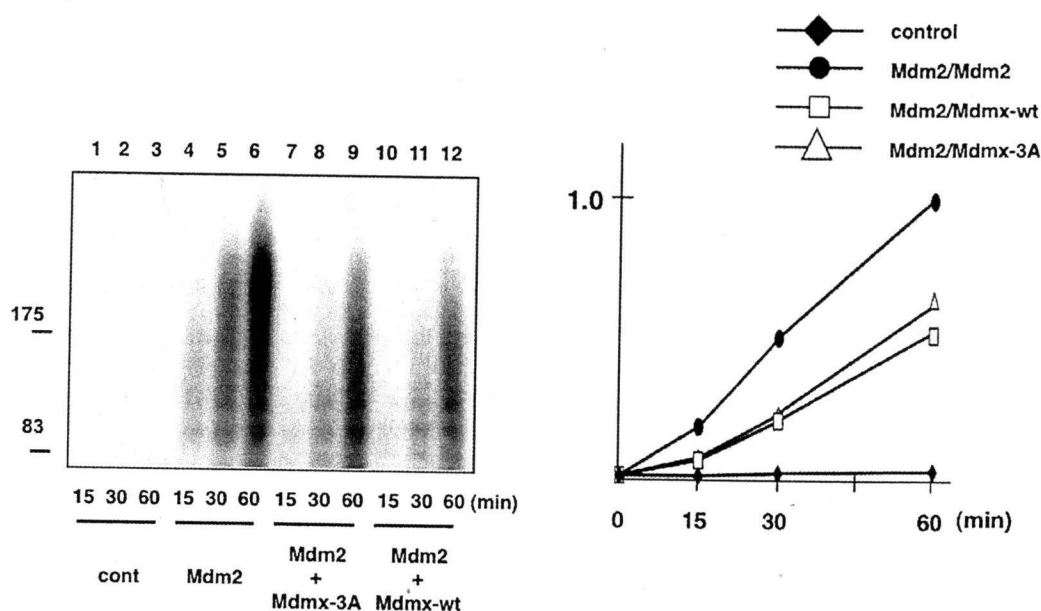 1 2 3 4 5 6 7 8 9 10 11 12
175
83
15 30 60 15 30 60 15 30 60 15 30 60 (min)
cont
Mdm2
Mdm2
+
Mdmx-3A
Mdm2
+
Mdmx-wt
control
Mdm2/Mdm2
Mdm2/Mdmx-wt
Mdm2/Mdmx-3A
1.0
0 15 30 60 (min)